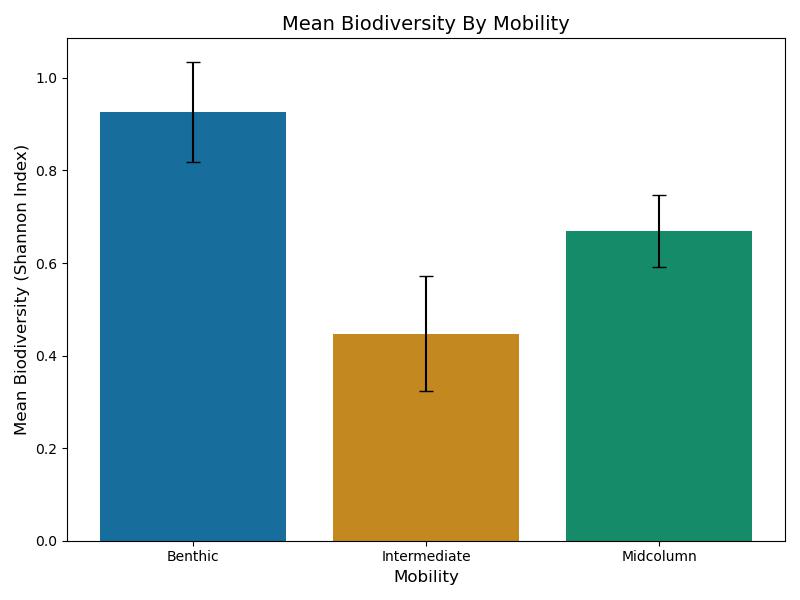 Mean Biodiversity By Mobility
Mean Biodiversity (Shannon Index)
1.0
0.8
0.6
0.4
0.2
0.0
Benthic
Intermediate
Midcolumn
Mobility